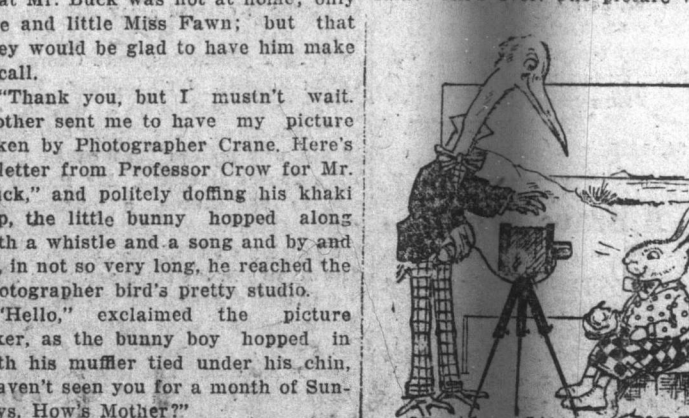 at Mr. Buck was not at home, only
e and little Miss Fawn; but that
ey would be glad to have him make
call.
"Thank you, but I mustn't wait.
other sent me to have my picture
ken by Photographer Crane. Here's
letter from Professor Crow for Mr.
ck," and politely doffing his khaki
p, the little bunny hopped along
th a whistle and a song and by and
, in not so very long, he reached the
otographer bird's pretty studio.
"Hello," exclaimed the picture
ker, as the bunny boy hopped in
th his muffler tied under his chin,
aven't seen you for a month of Sun-
ys. How's Mother?"